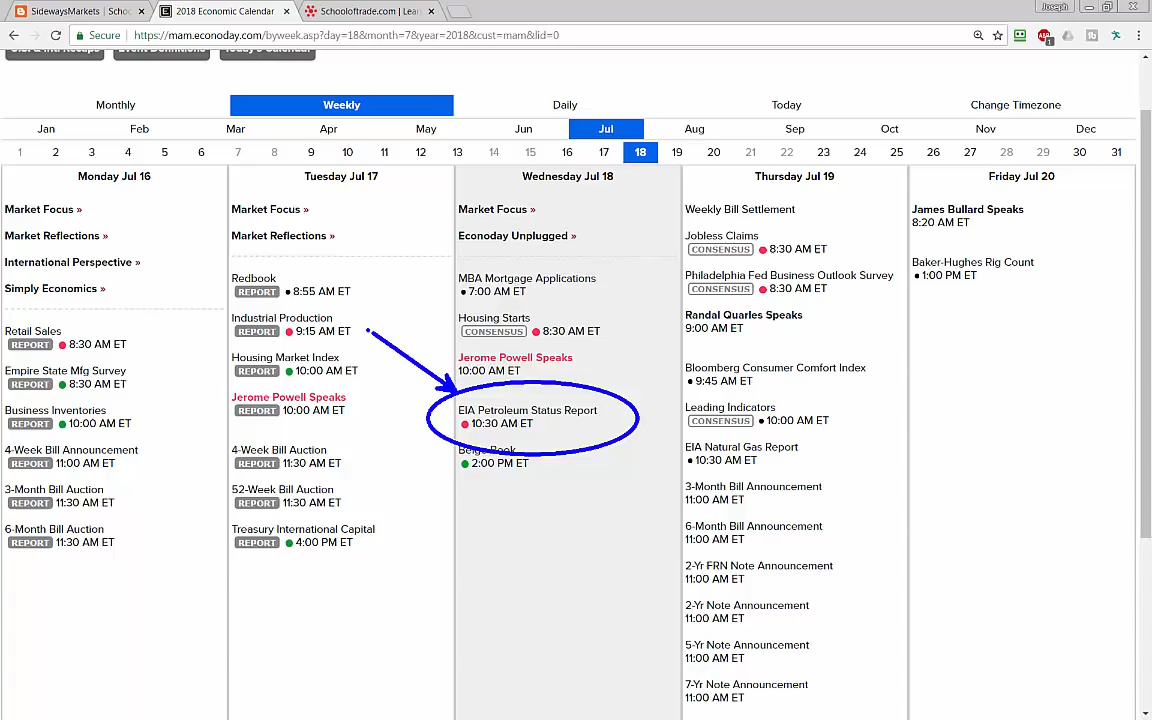 SidewaysMarkets | Schoo
2018 Economic Calendar
Schooloftrade.com | Lear
Joseph
Secure
https://mam.econoday.com/byweek.asp?day=18&month=7&year=2018&cust=mam&lid=0
Monthly Weekly Daily Today Change Timezone
Jan Feb Mar Apr May Jun Jul Aug Sep Oct Nov Dec
1 2 3 4 5 6 7 8 9 10 11 12 13 14 15 16 17 18 19 20 21 22 23 24 25 26 27 28 29 30 31
Monday Jul 16
Market Focus »
Market Reflections »
International Perspective »
Simply Economics »
Retail Sales
REPORT 8:30 AM ET
Empire State Mfg Survey
REPORT 8:30 AM ET
Business Inventories
REPORT 10:00 AM ET
4-Week Bill Announcement
REPORT 11:00 AM ET
3-Month Bill Auction
REPORT 11:30 AM ET
6-Month Bill Auction
REPORT 11:30 AM ET
Tuesday Jul 17
Market Focus »
Market Reflections »
Redbook
REPORT 8:55 AM ET
Industrial Production
REPORT 9:15 AM ET
Housing Market Index
REPORT 10:00 AM ET
Jerome Powell Speaks
REPORT 10:00 AM ET
4-Week Bill Auction
REPORT 11:30 AM ET
52-Week Bill Auction
REPORT 11:30 AM ET
Treasury International Capital
REPORT 4:00 PM ET
Wednesday Jul 18
Market Focus »
Econoday Unplugged »
MBA Mortgage Applications
7:00 AM ET
Housing Starts
CONSENSUS 8:30 AM ET
Jerome Powell Speaks
10:00 AM ET
EIA Petroleum Status Report
10:30 AM ET
Beige Book
2:00 PM ET
Thursday Jul 19
Weekly Bill Settlement
Jobless Claims
CONSENSUS 8:30 AM ET
Philadelphia Fed Business Outlook Survey
CONSENSUS 8:30 AM ET
Randal Quarles Speaks
9:00 AM ET
Bloomberg Consumer Comfort Index
9:45 AM ET
Leading Indicators
CONSENSUS 10:00 AM ET
EIA Natural Gas Report
10:30 AM ET
3-Month Bill Announcement
11:00 AM ET
6-Month Bill Announcement
11:00 AM ET
2-Yr FRN Note Announcement
11:00 AM ET
2-Yr Note Announcement
11:00 AM ET
5-Yr Note Announcement
11:00 AM ET
7-Yr Note Announcement
11:00 AM ET
Friday Jul 20
James Bullard Speaks
8:20 AM ET
Baker-Hughes Rig Count
1:00 PM ET